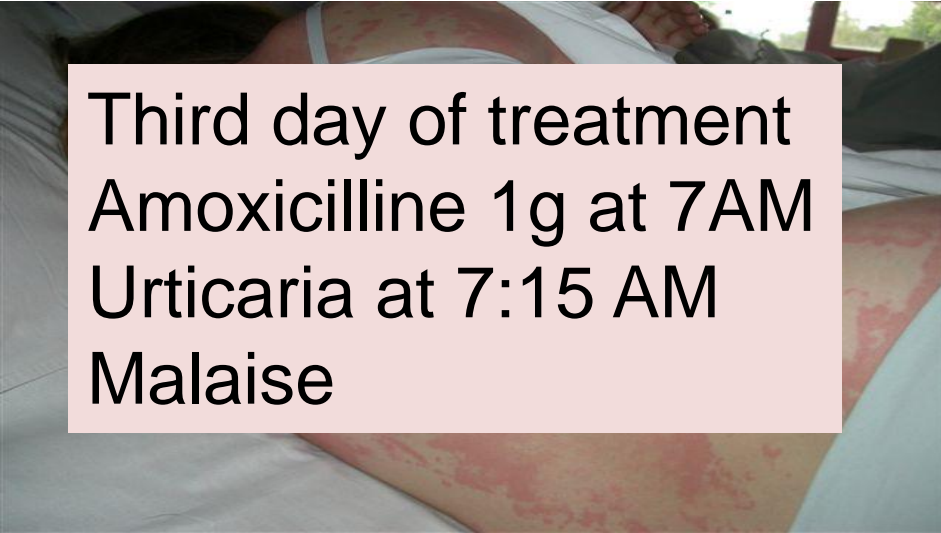 Third day of treatment
Amoxicilline 1g at 7AM
Urticaria at 7:15 AM
Malaise